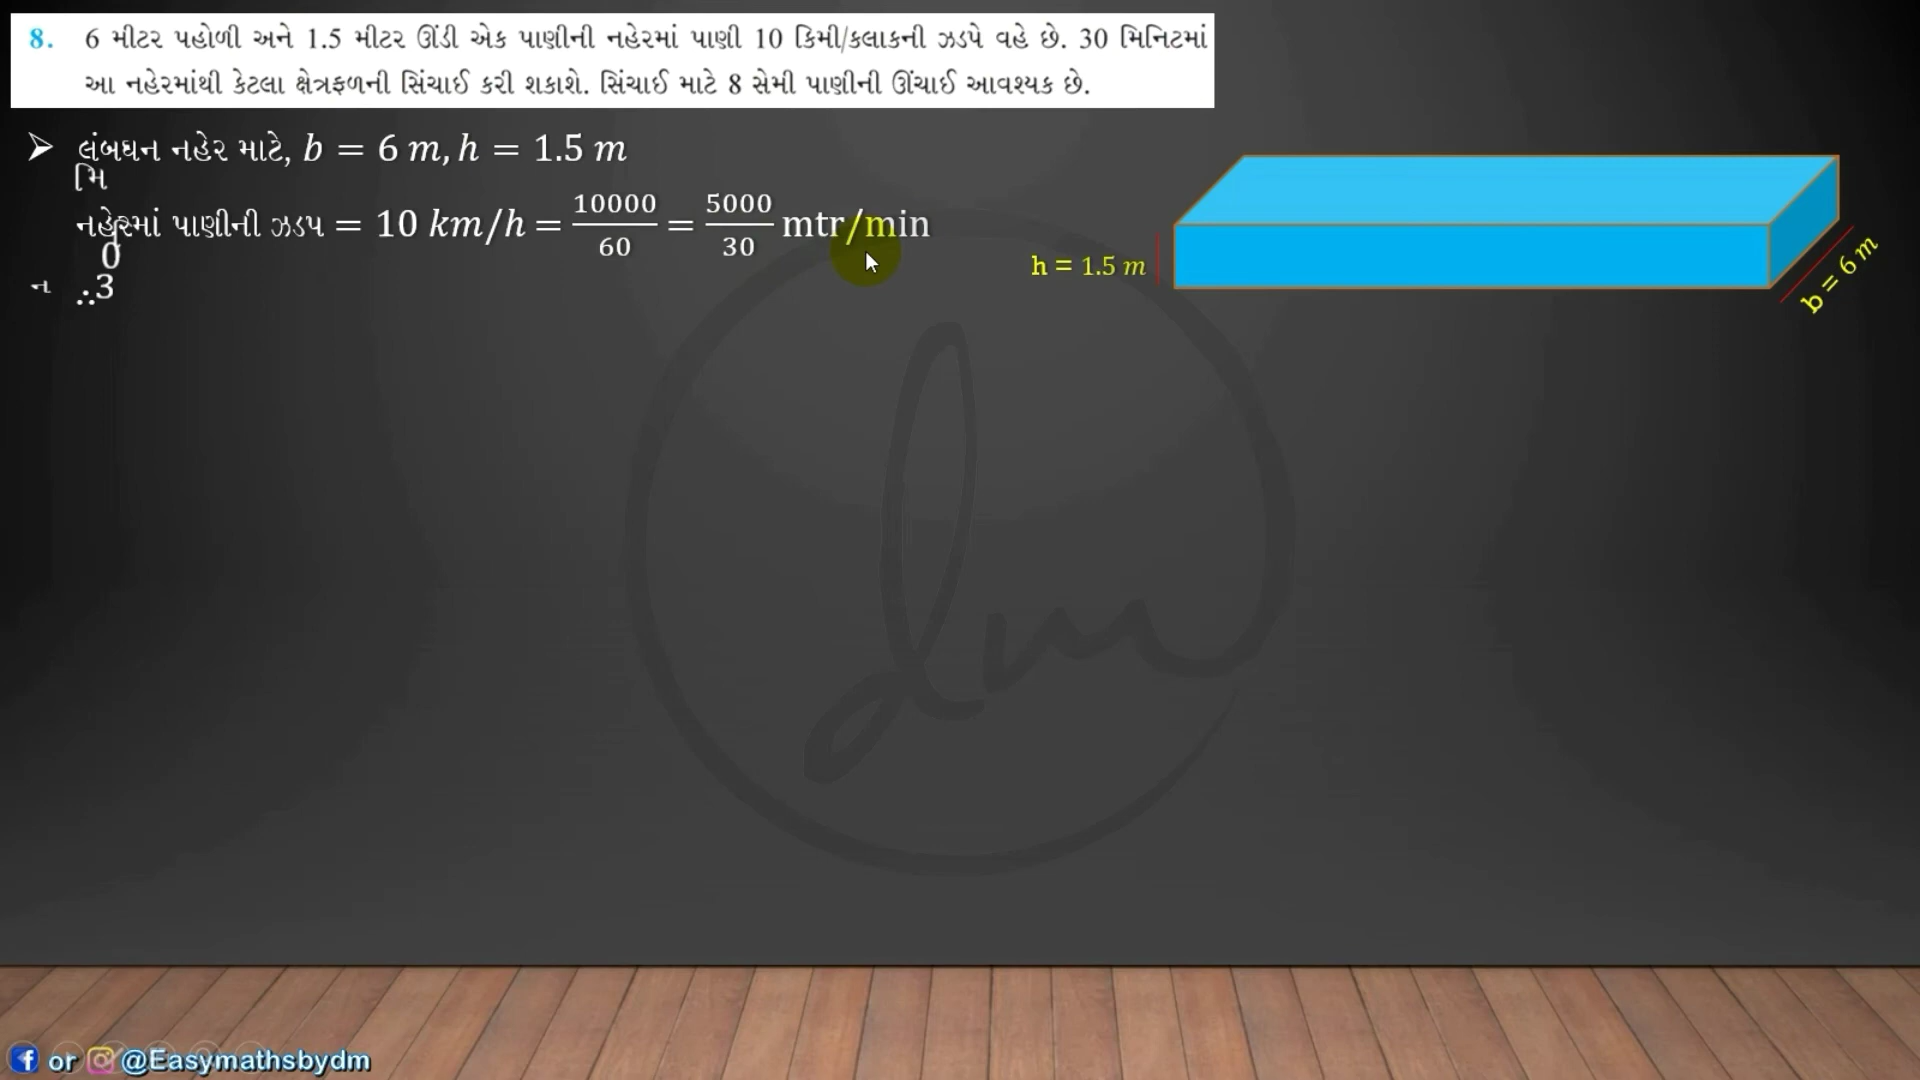 8. 6 મીટર પહોળી અને 1.5 મીટર ઊંડી એક પાણીની નહેરમાં પાણી 10 કિમી/કલાકની ઝડપે વહે છે. 30 મિનિટમાં
આ નહેરમાંથી કેટલા ક્ષેત્રફળની સિંચાઈ કરી શકાશે. સિંચાઈ માટે 8 સેમી પાણીની ઊંચાઈ આવશ્યક છે.
➢ લંબઘન નહેર માટે, b = 6 m, h = 1.5 m
મિ
નહેરમાં પાણીની ઝડપ = 10 km/h = 10000/60 = 5000/30 mtr/min
0
ન ∴3
h = 1.5 m
b = 6 m
dm
f or @Easymathsbydm